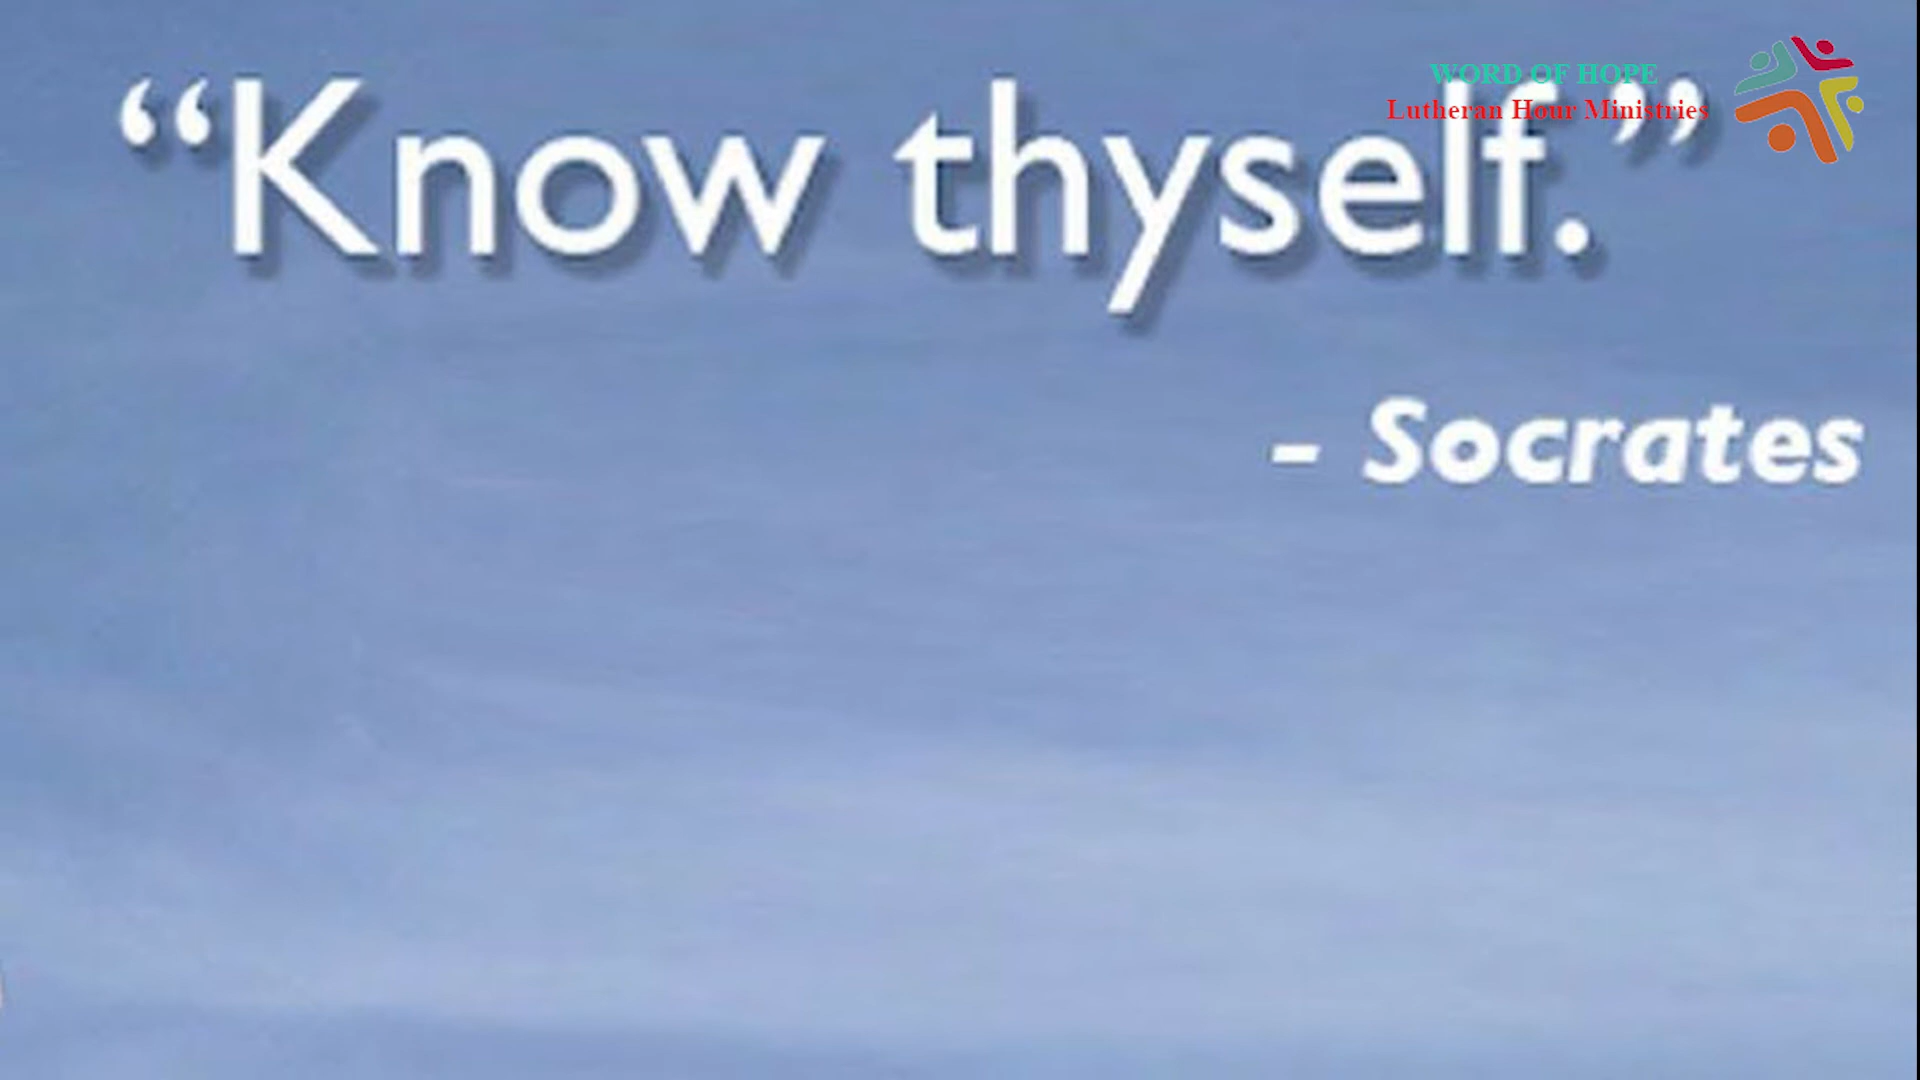 WORD OF HOPE
Lutheran Hour Ministries
“Know thyself.”
- Socrates